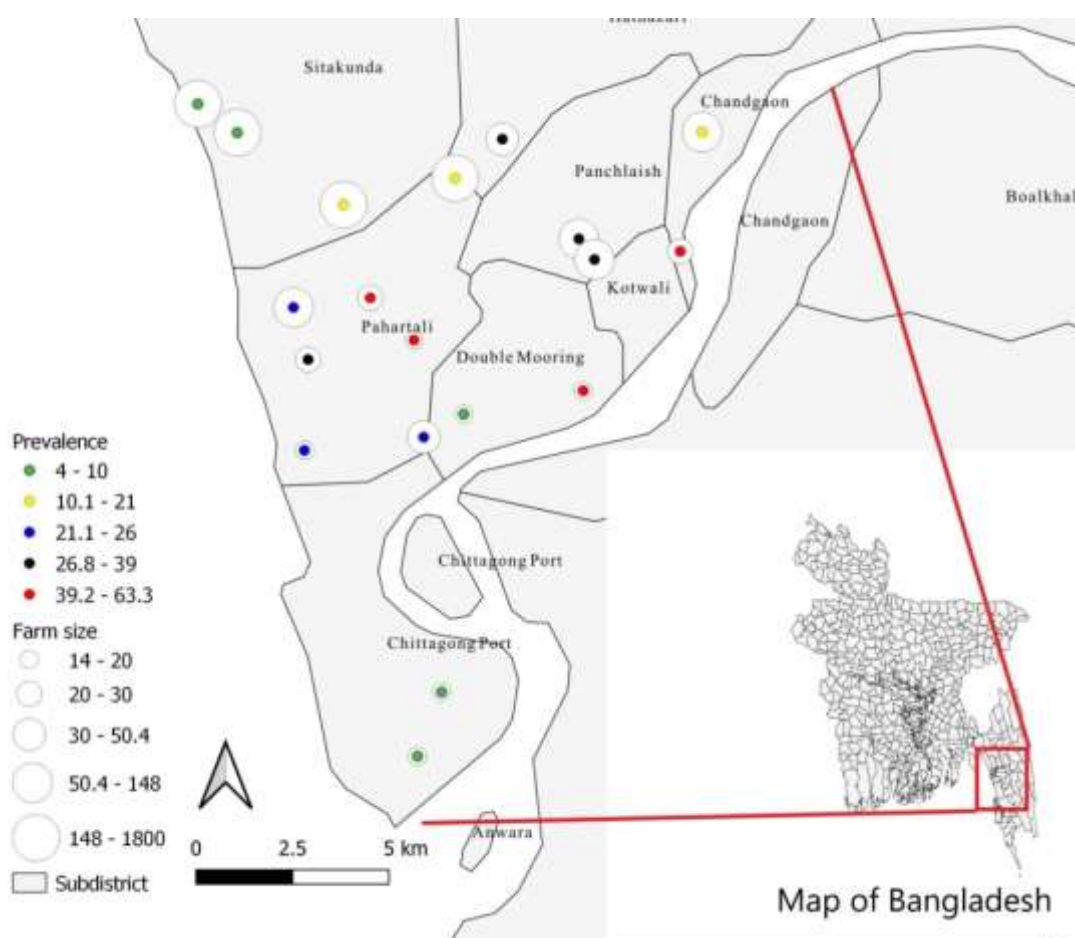 Hathazari
Sitakunda
Chandgaon
Panchlaish
Boalkhal
Chandgaon
Kotwali
Pahartali
Double Mooring
Prevalence
4 - 10
10.1 - 21
21.1 - 26
26.8 - 39
39.2 - 63.3
Chittagong Port
Farm size
14 - 20
Chittagong Port
20 - 30
30 - 50.4
50.4 - 148
148 - 1800
Anwara
0 2.5 5 km
Subdistrict
Map of Bangladesh